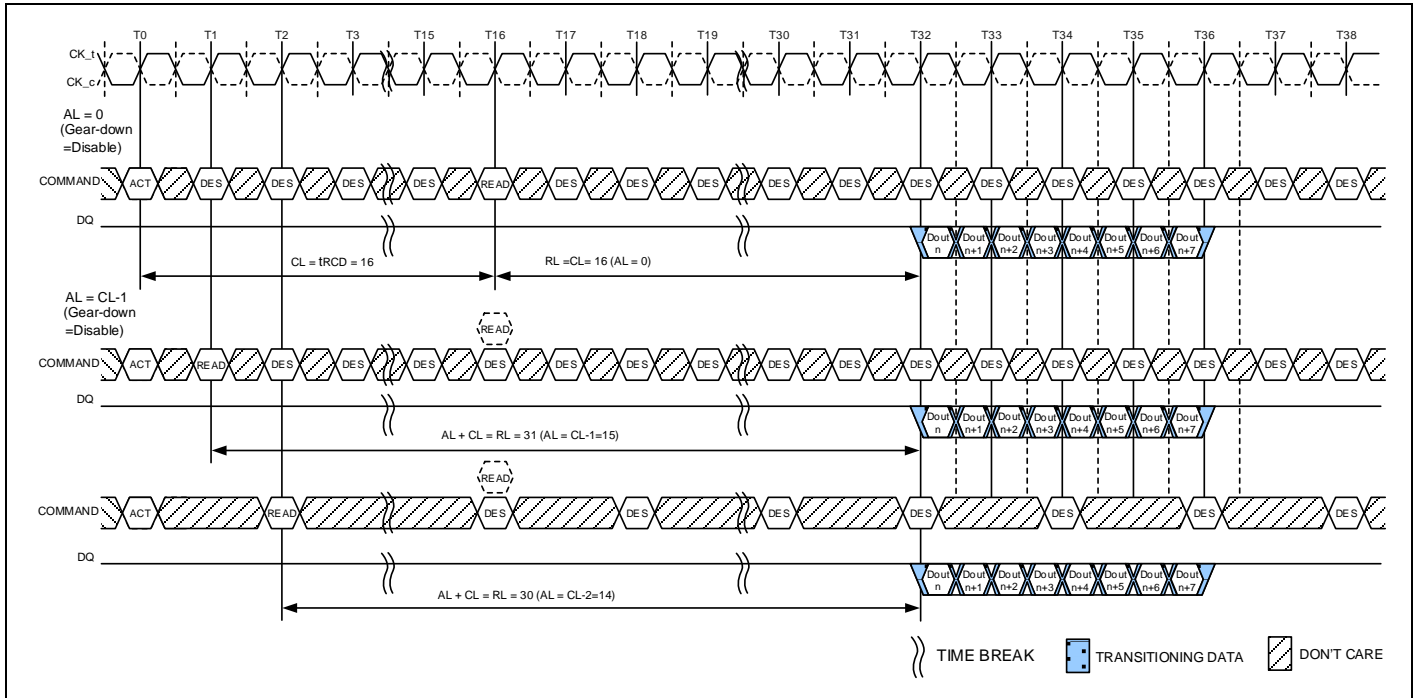 T0 T1 T2 T3 T15 T16 T17 T18 T19 T30 T31 T32 T33 T34 T35 T36 T37 T38
CK_t
CK_c
AL = 0
(Gear-down
=Disable)
COMMAND ACT DES DES DES DES READ DES DES DES DES DES DES DES DES DES DES DES DES
DQ
Dout Dout Dout Dout Dout Dout Dout Dout
n n+1 n+2 n+3 n+4 n+5 n+6 n+7
CL = tRCD = 16 RL =CL= 16 (AL = 0)
AL = CL-1
(Gear-down
=Disable)
READ
COMMAND ACT READ DES DES DES DES DES DES DES DES DES DES DES DES DES DES DES DES
DQ
Dout Dout Dout Dout Dout Dout Dout Dout
n n+1 n+2 n+3 n+4 n+5 n+6 n+7
AL + CL = RL = 31 (AL = CL-1=15)
READ
COMMAND ACT READ DES DES DES DES DES DES DES
DQ
Dout Dout Dout Dout Dout Dout Dout Dout
n n+1 n+2 n+3 n+4 n+5 n+6 n+7
AL + CL = RL = 30 (AL = CL-2=14)
TIME BREAK TRANSITIONING DATA DON'T CARE